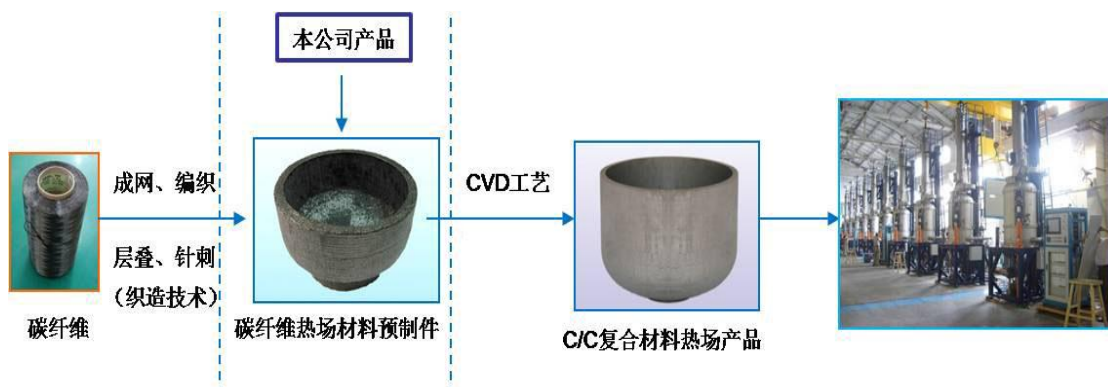 本公司产品
成网、编织
层叠、针刺
（织造技术）
CVD工艺
碳纤维
碳纤维热场材料预制件
C/C复合材料热场产品